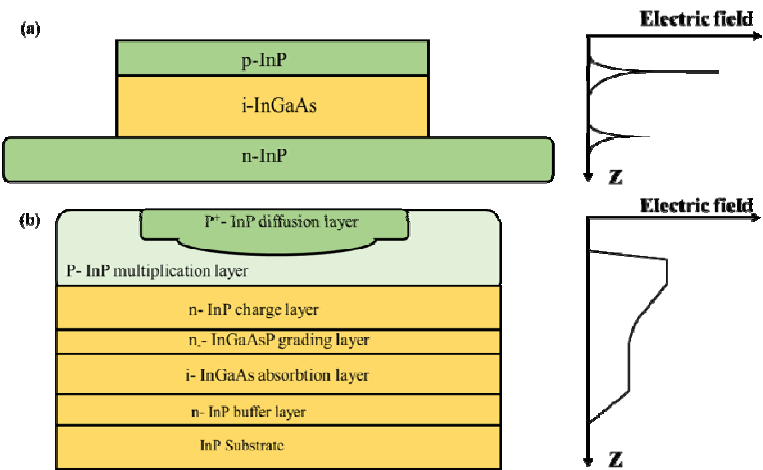 (a)
Electric field
p-InP
i-InGaAs
n-InP
Z
(b)
Electric field
P+- InP diffusion layer
P- InP multiplication layer
n- InP charge layer
n-- InGaAsP grading layer
i- InGaAs absorbtion layer
n- InP buffer layer
InP Substrate
Z